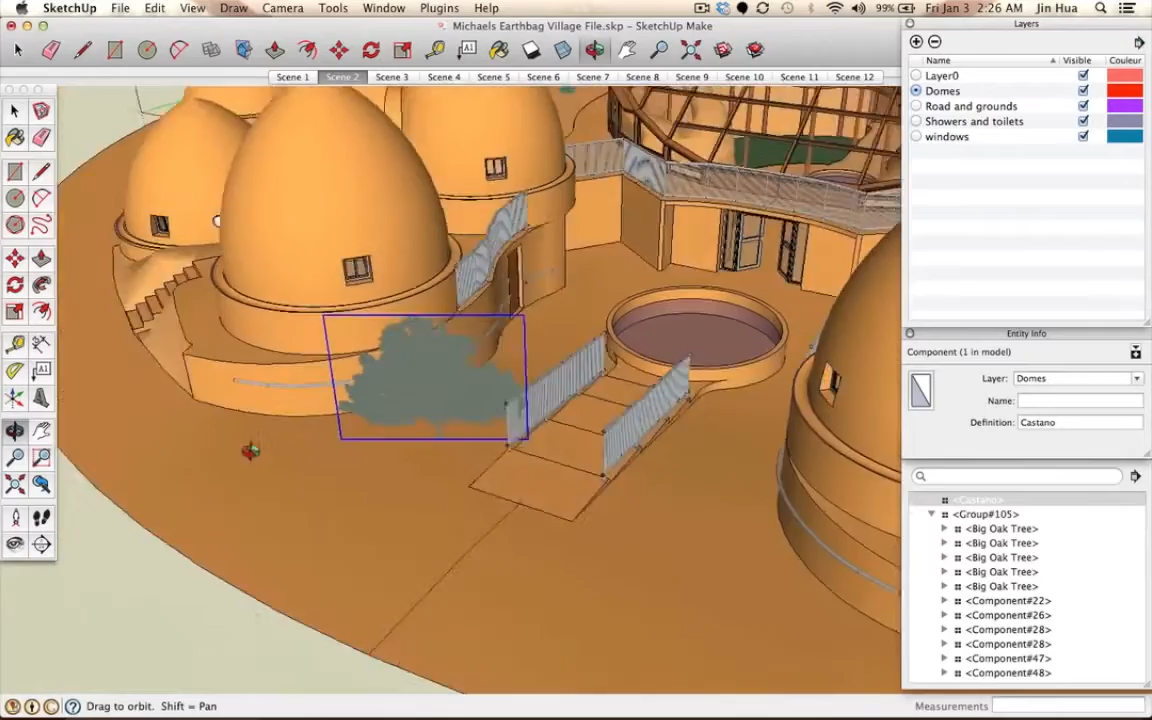 SketchUp File Edit View Draw Camera Tools Window Plugins Help 99% Fri Jan 3 2:26 AM Jin Hua
Michaels Earthbag Village File.skp - SketchUp Make
Scene 1 Scene 2 Scene 3 Scene 4 Scene 5 Scene 6 Scene 7 Scene 8 Scene 9 Scene 10 Scene 11 Scene 12
Layers
Name Visible Couleur
Layer0
Domes
Road and grounds
Showers and toilets
windows
Entity Info
Component (1 in model)
Layer: Domes
Name:
Definition: Castano
<Castano>
<Group#105>
<Big Oak Tree>
<Big Oak Tree>
<Big Oak Tree>
<Big Oak Tree>
<Big Oak Tree>
<Component#22>
<Component#26>
<Component#28>
<Component#28>
<Component#47>
<Component#48>
Drag to orbit. Shift = Pan
Measurements